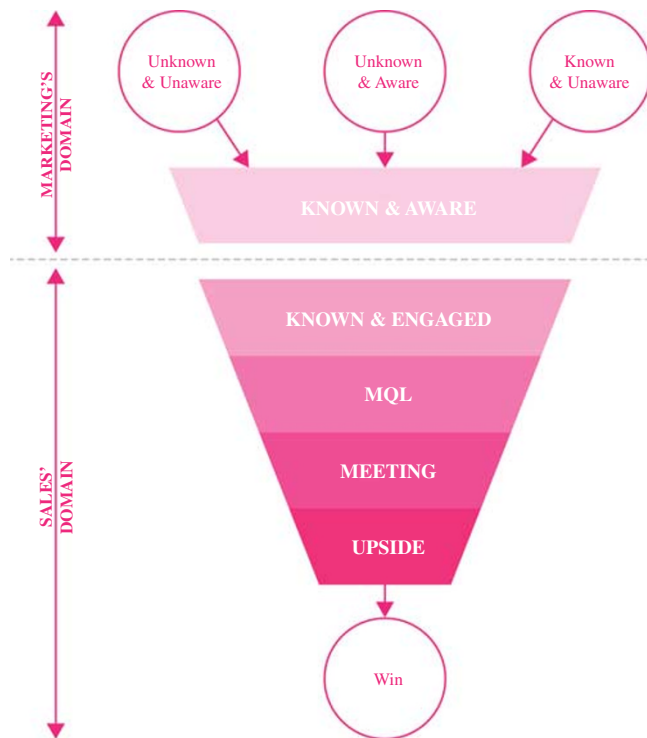 MARKETING'S
DOMAIN
Unknown
& Unaware
Unknown
& Aware
Known
& Unaware
KNOWN & AWARE
SALES'
DOMAIN
KNOWN & ENGAGED
MQL
MEETING
UPSIDE
Win